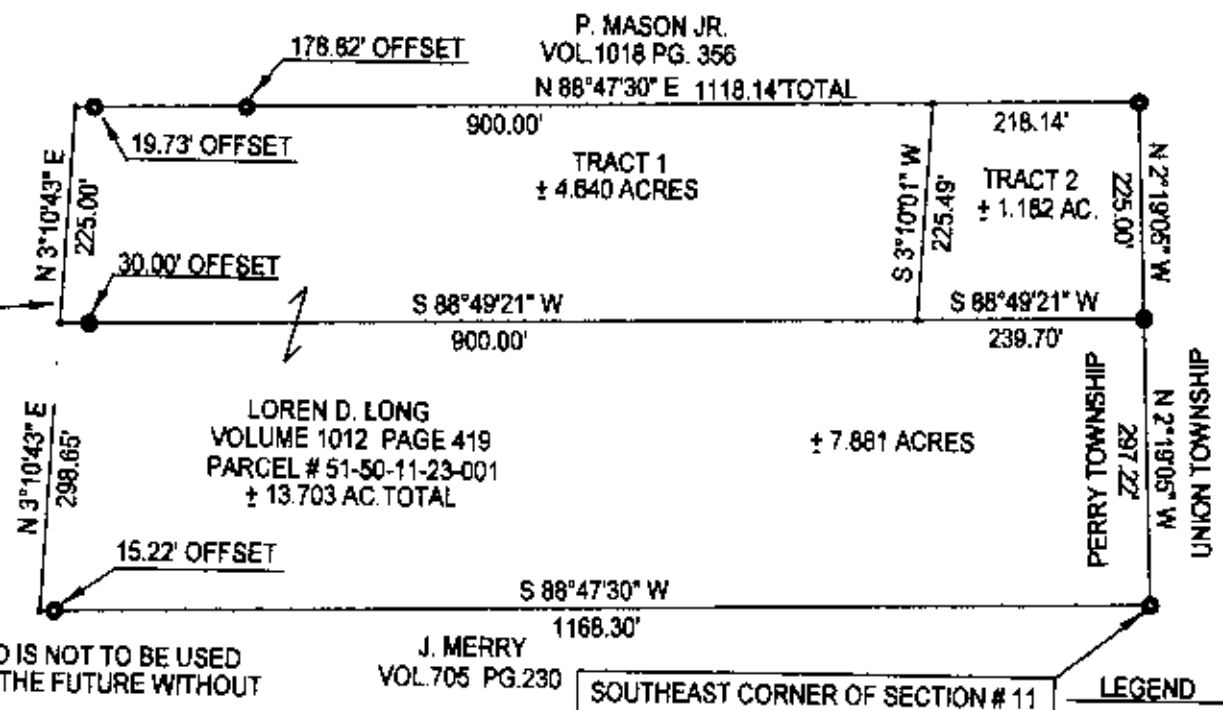 P. MASON JR.
VOL.1018 PG. 356
178.62' OFFSET
N 88°47'30" E 1118.14'TOTAL
900.00'
218.14'
19.73' OFFSET
N 3°10'43" E
225.00'
TRACT 1
± 4.640 ACRES
S 3°10'01" W
225.49'
TRACT 2
± 1.182 AC.
N 2°19'05" W
225.00'
30.00' OFFSET
S 88°49'21" W
900.00'
S 88°49'21" W
239.70'
N 3°10'43" E
298.65'
LOREN D. LONG
VOLUME 1012 PAGE 419
PARCEL # 51-50-11-23-001
± 13.703 AC.TOTAL
± 7.881 ACRES
PERRY TOWNSHIP
297.22'
N 2°19'05" W
UNION TOWNSHIP
15.22' OFFSET
S 88°47'30" W
1168.30'
IS NOT TO BE USED
THE FUTURE WITHOUT
J. MERRY
VOL.705 PG.230
SOUTHEAST CORNER OF SECTION # 11
LEGEND